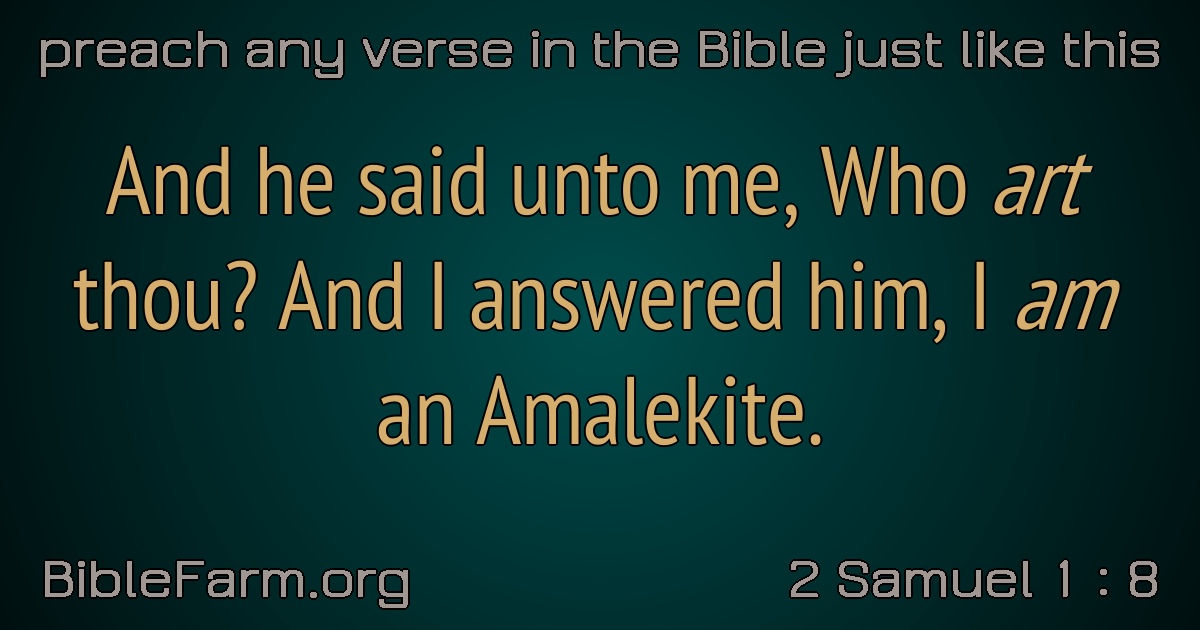 preach any verse in the Bible just like this
And he said unto me, Who art
thou? And I answered him, I am
an Amalekite.
BibleFarm.org
2 Samuel 1 : 8